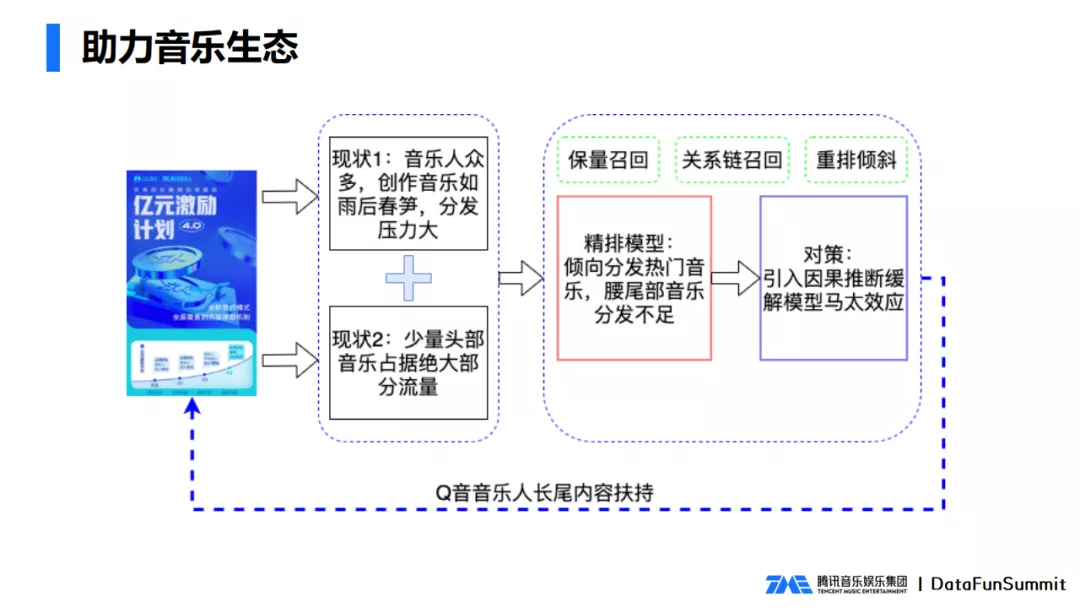 助力音乐生态
亿元激励
计划 4.0
现状1：音乐人众
多，创作音乐如
雨后春笋，分发
压力大
现状2：少量头部
音乐占据绝大部
分流量
保量召回
关系链召回
重排倾斜
精排模型：
倾向分发热门音
乐，腰尾部音乐
分发不足
对策：
引入因果推断缓
解模型马太效应
Q音音乐人长尾内容扶持
TME 腾讯音乐娱乐集团
TENCENT MUSIC ENTERTAINMENT
| DataFunSummit